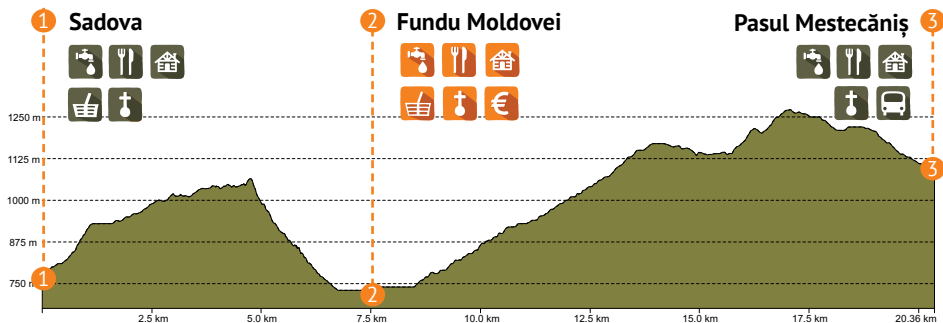 1 Sadova
2 Fundu Moldovei
Pasul Mestecăniș 3
€
1250 m
1125 m
1000 m
875 m
750 m
1
2
3
2.5 km 5.0 km 7.5 km 10.0 km 12.5 km 15.0 km 17.5 km 20.36 km